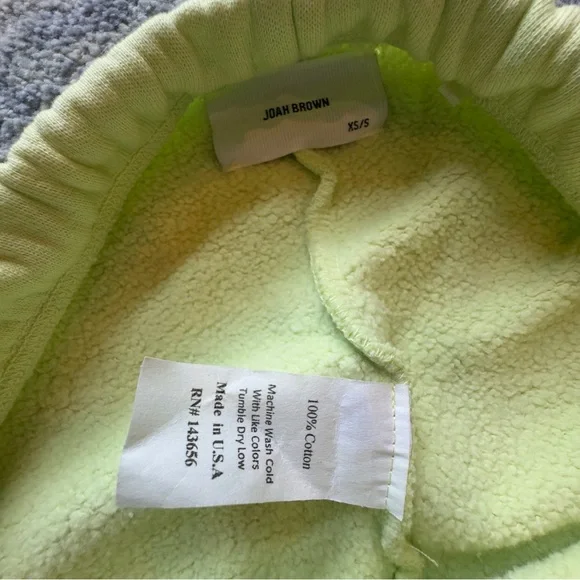 JOAH BROWN
XS/S
100% Cotton
Machine Wash Cold
With Like Colors
Tumble Dry Low
Made in U.S.A
RN# 143656